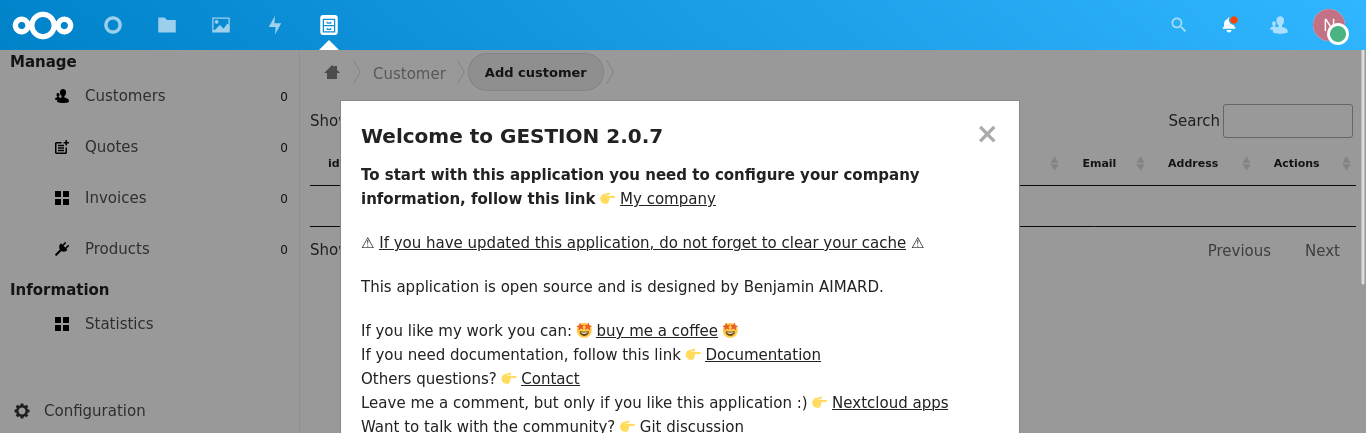 N
Manage
Customers 0
Quotes 0
Invoices 0
Products 0
Information
Statistics
Configuration
Customer Add customer
Search
id Email Address Actions
Previous Next
Welcome to GESTION 2.0.7
To start with this application you need to configure your company
information, follow this link 👉 My company
⚠ If you have updated this application, do not forget to clear your cache ⚠
This application is open source and is designed by Benjamin AIMARD.
If you like my work you can: 🤩 buy me a coffee 🤩
If you need documentation, follow this link 👉 Documentation
Others questions? 👉 Contact
Leave me a comment, but only if you like this application :) 👉 Nextcloud apps
Want to talk with the community? 👉 Git discussion